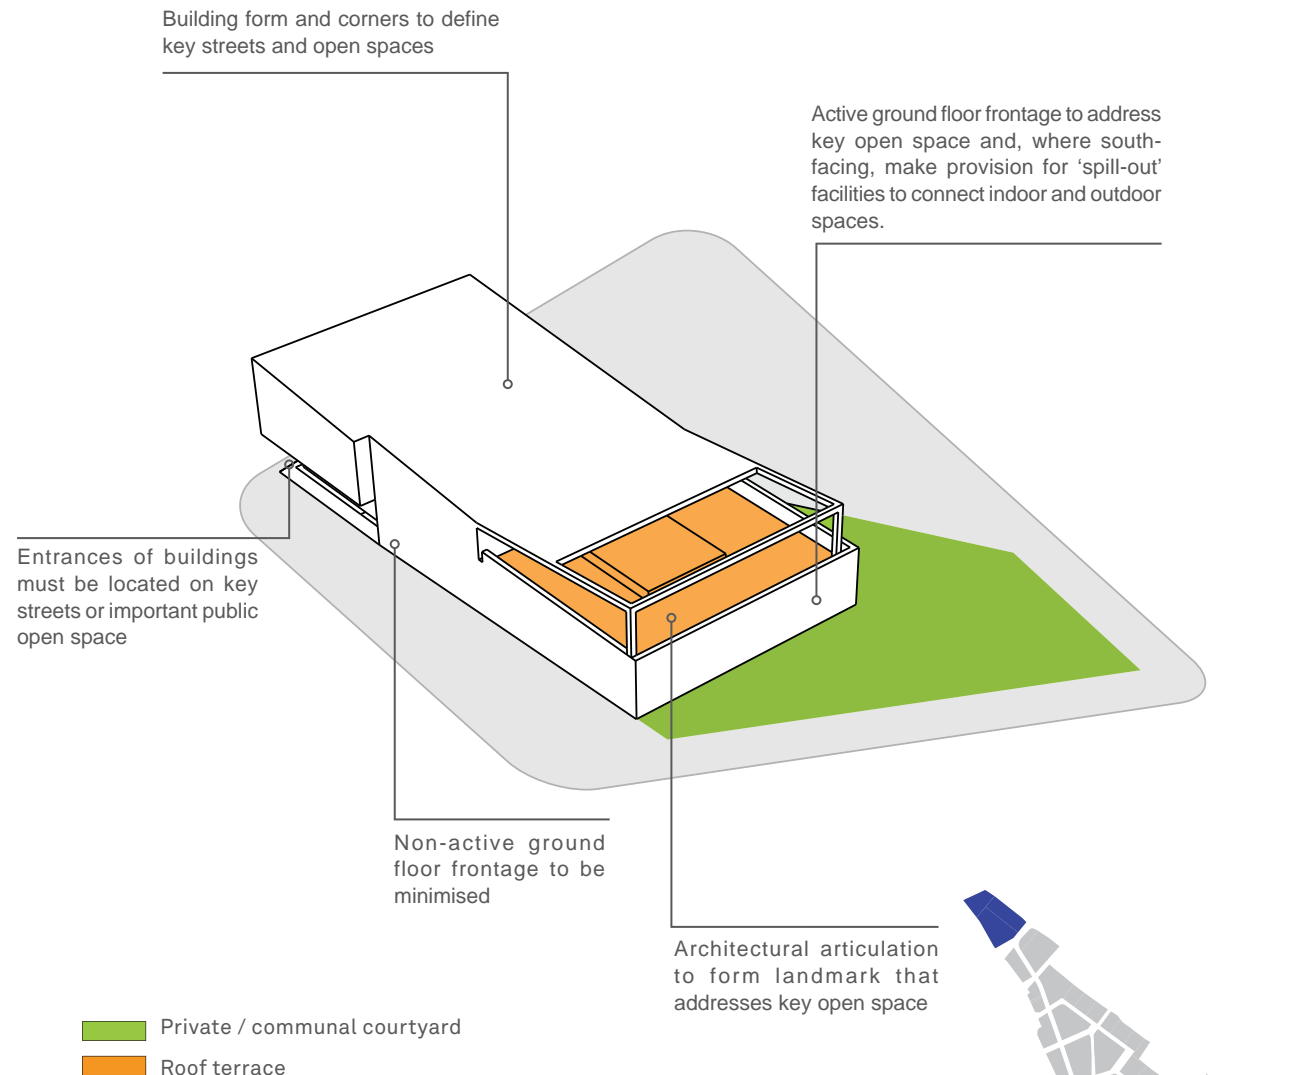 Building form and corners to define
key streets and open spaces
Active ground floor frontage to address
key open space and, where south-
facing, make provision for ‘spill-out’
facilities to connect indoor and outdoor
spaces.
Entrances of buildings
must be located on key
streets or important public
open space
Non-active ground
floor frontage to be
minimised
Architectural articulation
to form landmark that
addresses key open space
Private / communal courtyard
Roof terrace